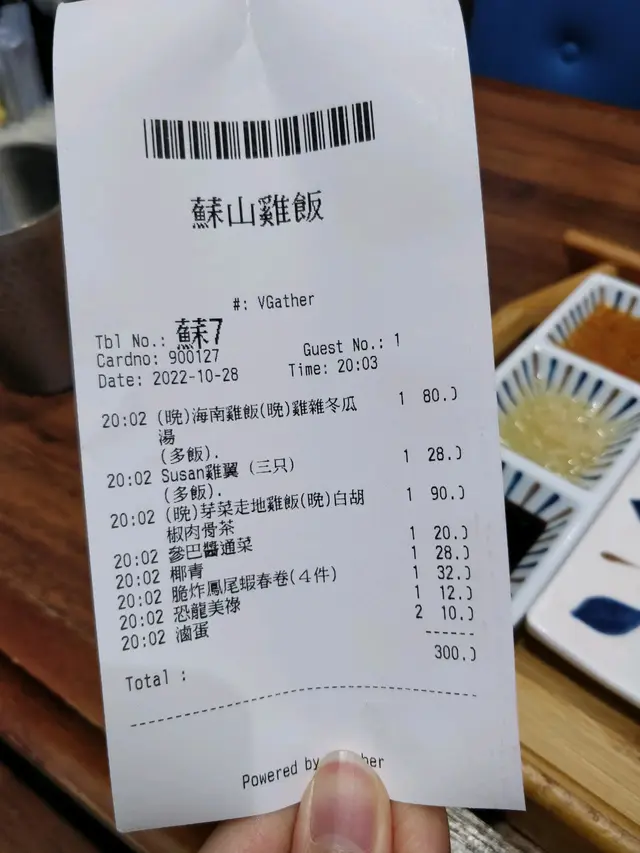 蘇山雞飯
#: VGather
Tbl No.: 蘇7
Cardno: 900127 Guest No.: 1
Date: 2022-10-28 Time: 20:03
20:02 (晚)海南雞飯(晚)雞雜冬瓜 1 80.)
湯
(多飯).
20:02 Susan雞翼 (三只) 1 28.)
(多飯).
20:02 (晚)芽菜走地雞飯(晚)白胡 1 90.)
椒肉骨茶
20:02 參巴醬通菜 1 20.)
20:02 椰青 1 28.)
20:02 脆炸鳳尾蝦春卷(4件) 1 32.)
20:02 恐龍美祿 1 12.)
20:02 滷蛋 2 10.)
------
Total : 300.)
Powered by